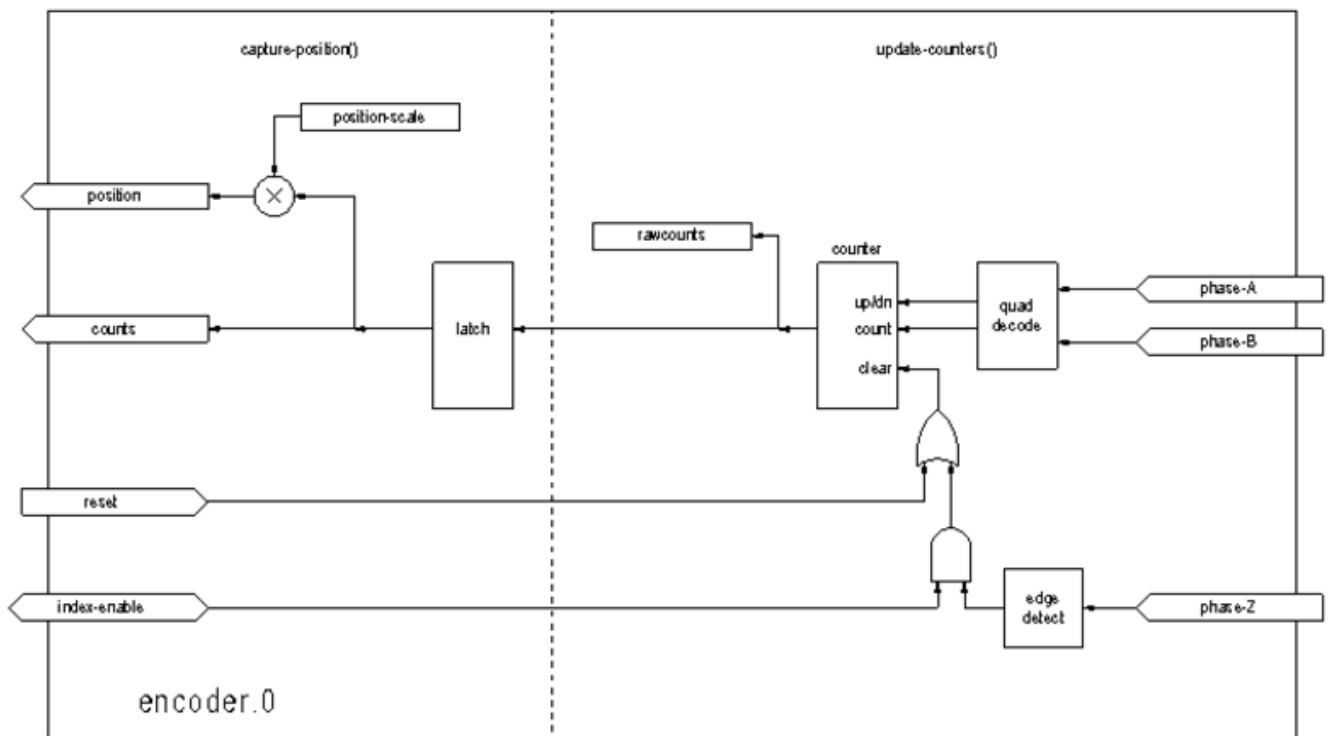 capture-position()
update-counters()
position-scale
position
rawcounts
counter
up/dn
count
clear
quad
decode
phase-A
phase-B
counts
latch
reset
index-enable
edge
detect
phase-Z
encoder.0